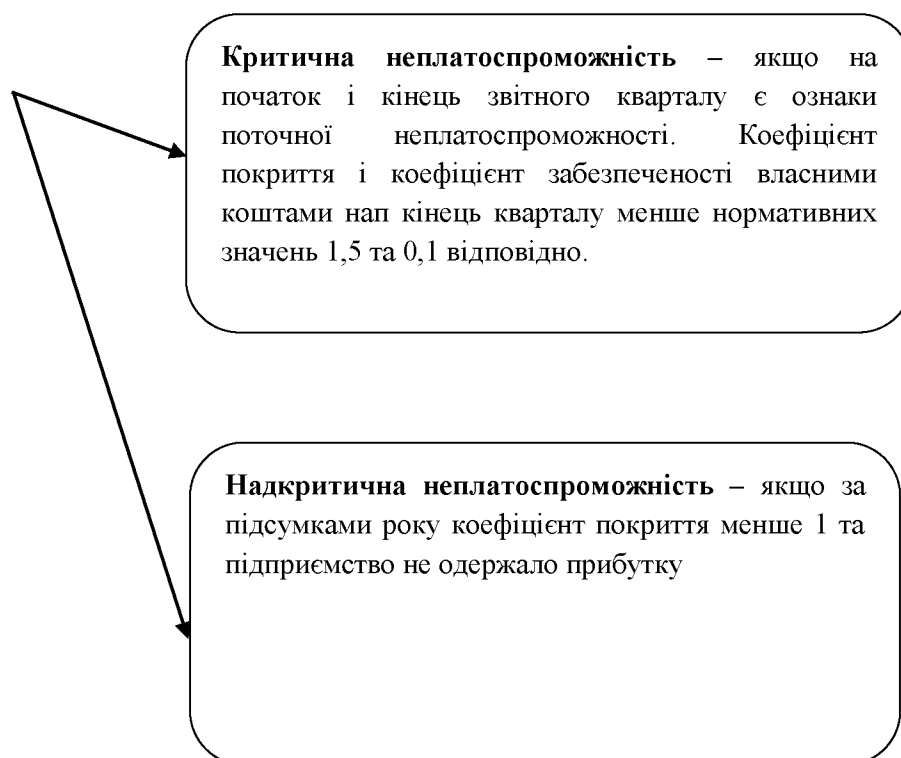 Критична неплатоспроможність – якщо на
початок і кінець звітного кварталу є ознаки
поточної неплатоспроможності. Коефіцієнт
покриття і коефіцієнт забезпеченості власними
коштами нап кінець кварталу менше нормативних
значень 1,5 та 0,1 відповідно.
Надкритична неплатоспроможність – якщо за
підсумками року коефіцієнт покриття менше 1 та
підприємство не одержало прибутку